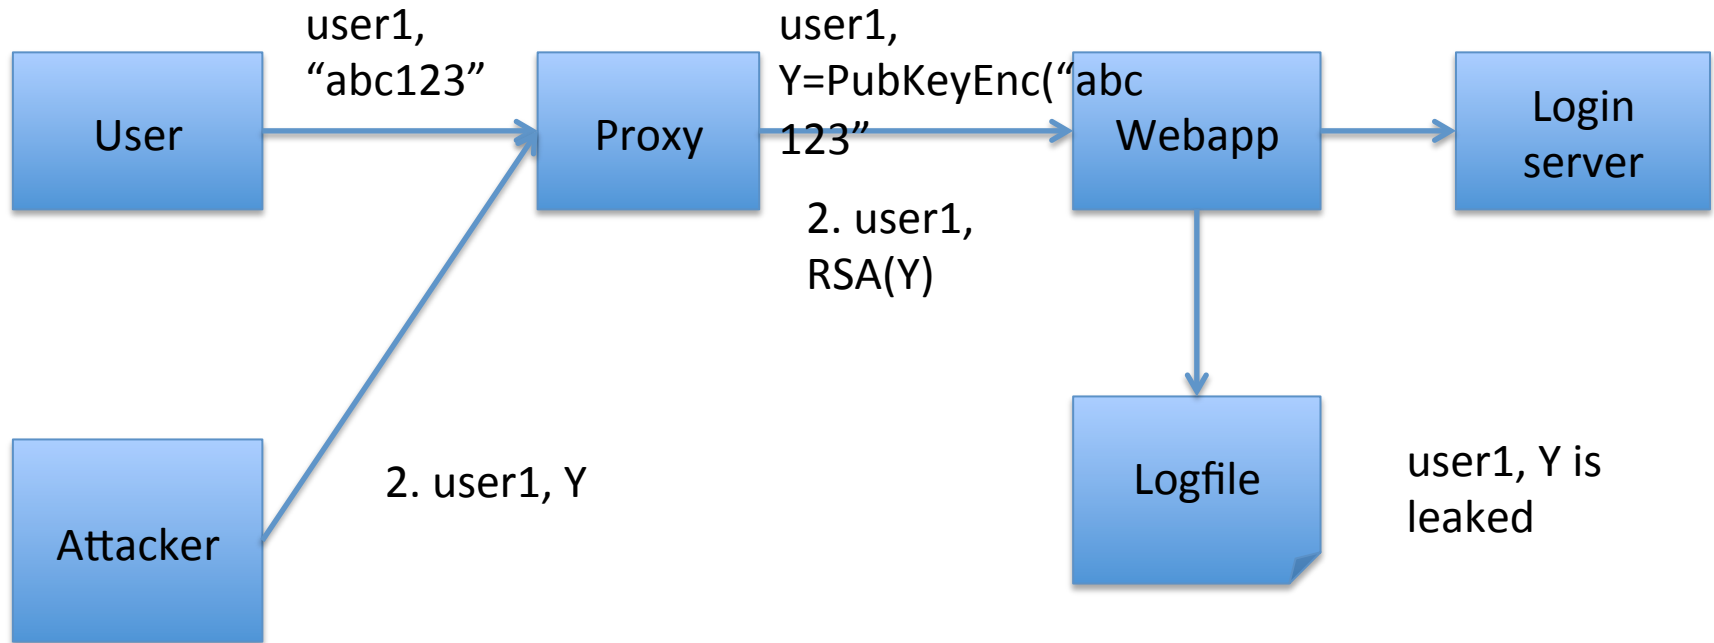 user1,
“abc123”
user1,
Y=PubKeyEnc(“abc
123”
User
Proxy
Webapp
Login
server
2. user1,
RSA(Y)
2. user1, Y
Attacker
Logfile
user1, Y is
leaked